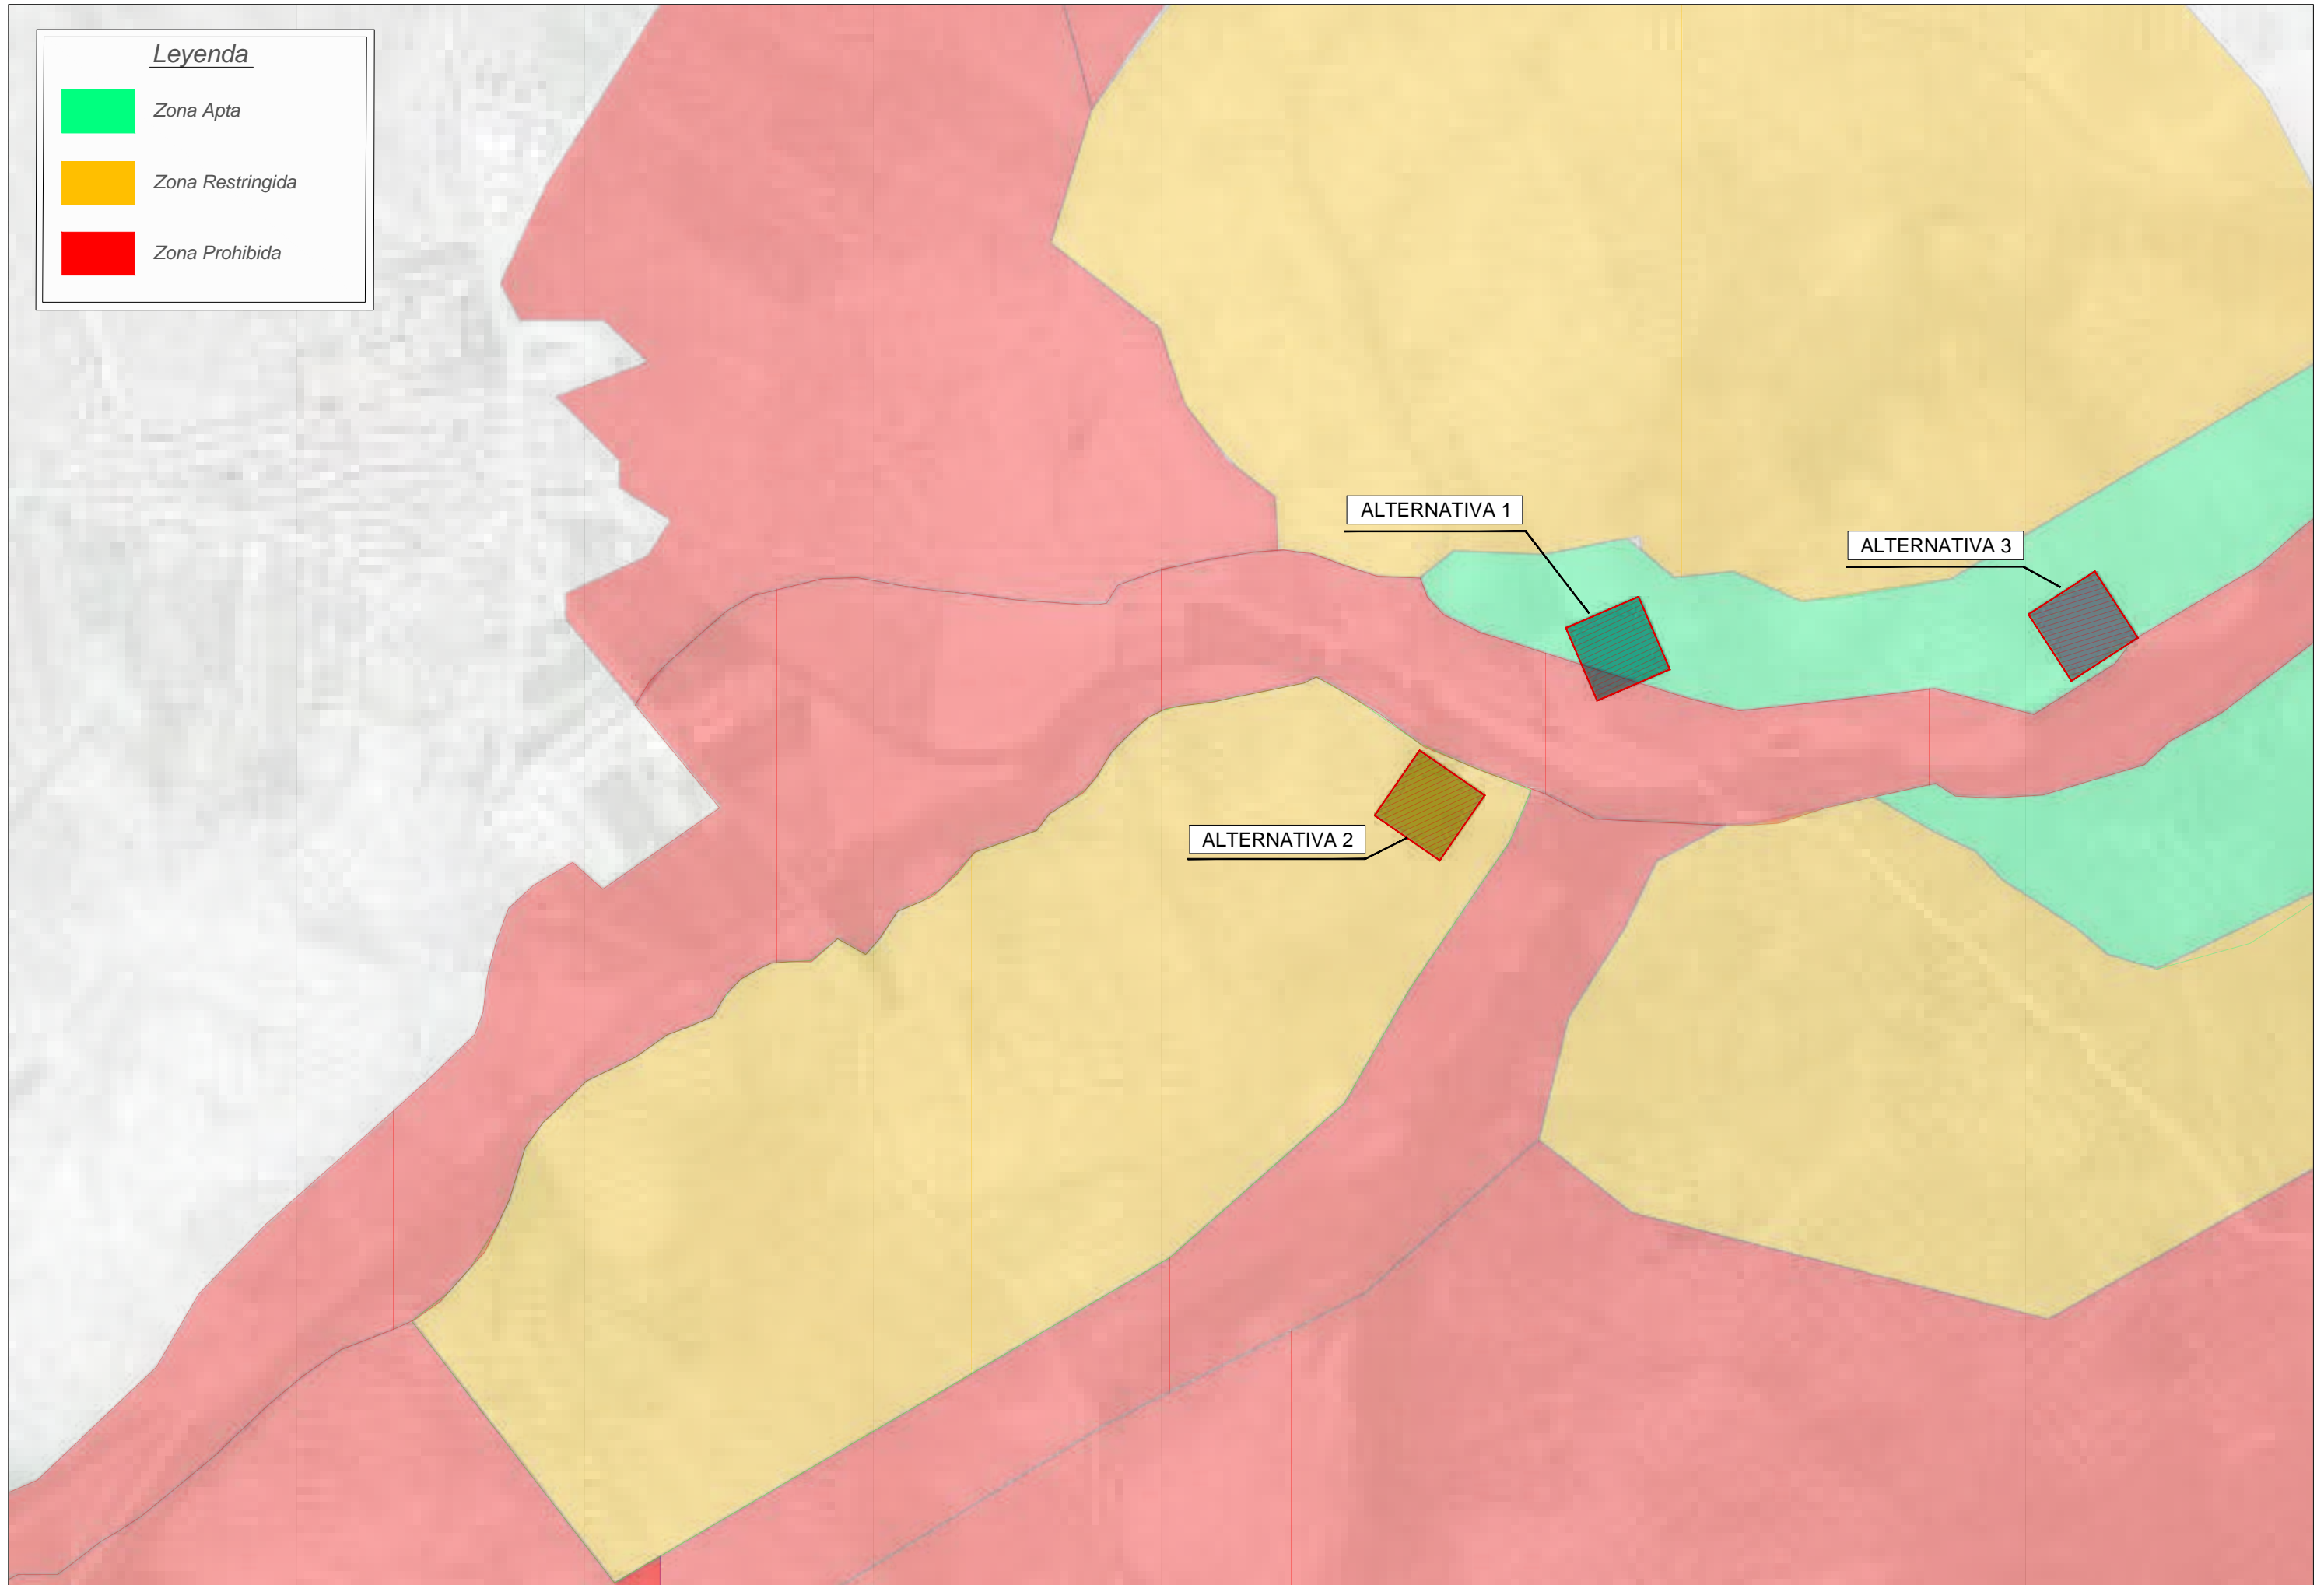 Leyenda
Zona Apta
Zona Restringida
Zona Prohibida
ALTERNATIVA 1
ALTERNATIVA 3
ALTERNATIVA 2